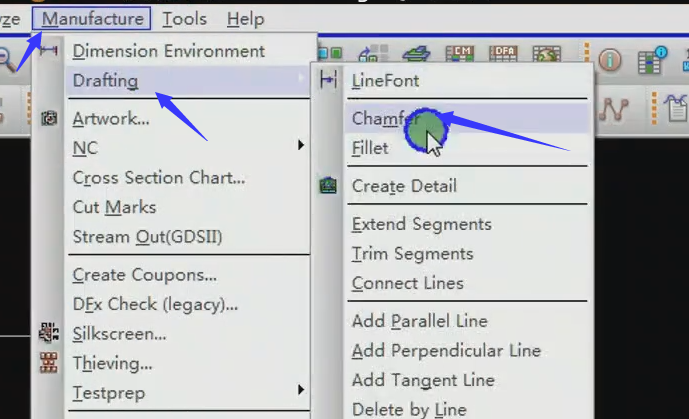 yze Manufacture Tools Help
Dimension Environment
Drafting
Artwork...
NC
Cross Section Chart...
Cut Marks
Stream Out(GDSII)
Create Coupons...
DFx Check (legacy)...
Silkscreen...
Thieving...
Testprep
CM DFA
LineFont
Chamfer
Fillet
Create Detail
Extend Segments
Trim Segments
Connect Lines
Add Parallel Line
Add Perpendicular Line
Add Tangent Line
Delete by Line